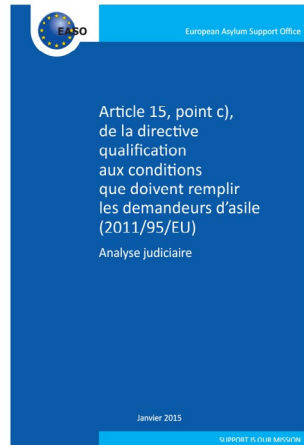 EASO
European Asylum Support Office
Article 15, point c),
de la directive
qualification
aux conditions
que doivent remplir
les demandeurs d'asile
(2011/95/EU)
Analyse judiciaire
Janvier 2015
SUPPORT IS OUR MISSION